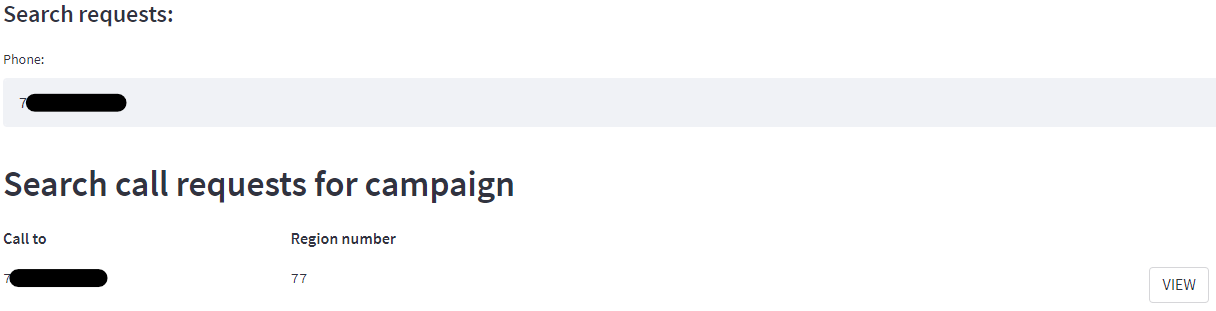 Search requests:
Phone:
7
Search call requests for campaign
Call to Region number
7 77 VIEW